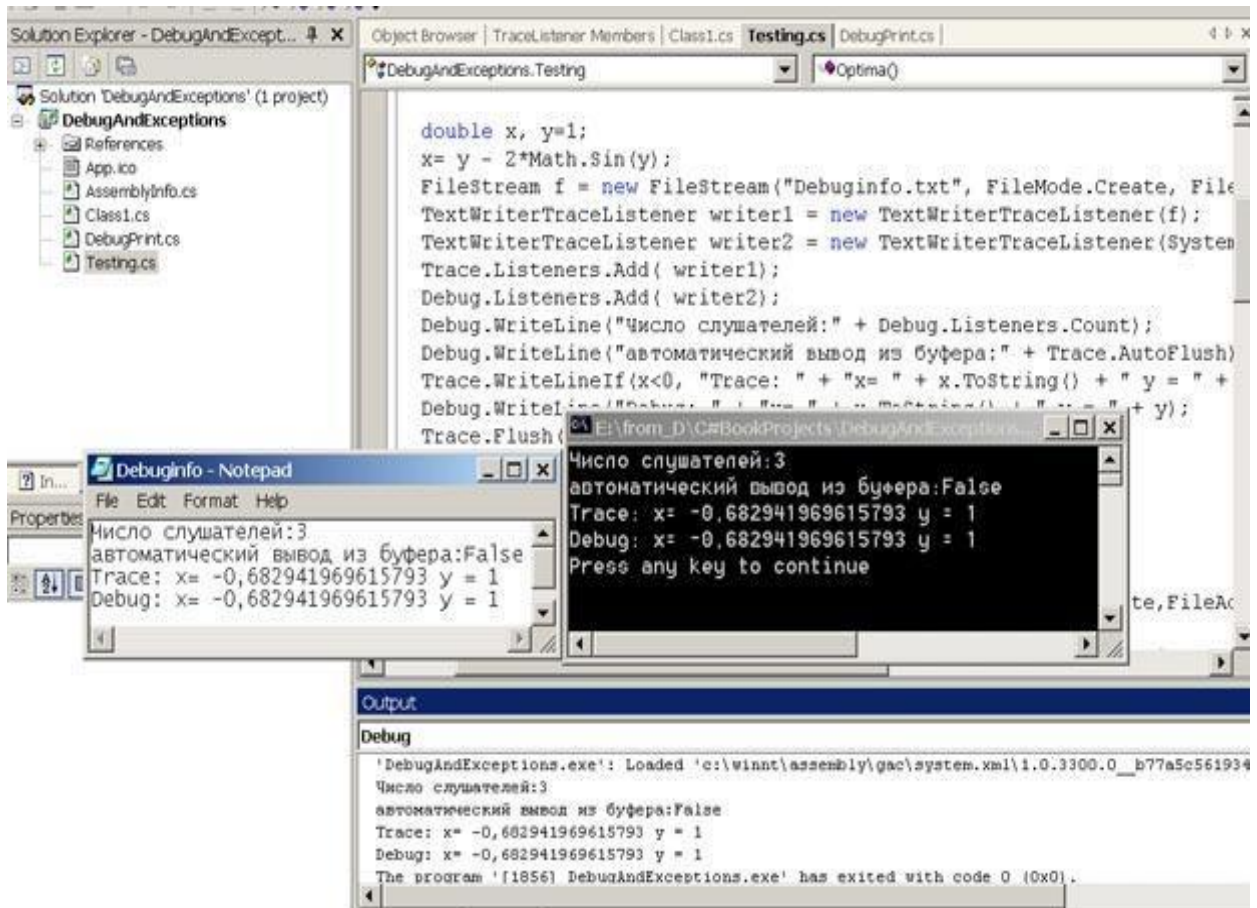 Solution Explorer - DebugAndExcept...
Solution 'DebugAndExceptions' (1 project)
DebugAndExceptions
References
App.ico
AssemblyInfo.cs
Class1.cs
DebugPrint.cs
Testing.cs
Object Browser | TraceListener Members | Class1.cs Testing.cs | DebugPrint.cs |
DebugAndExceptions.Testing
Optima()
double x, y=1;
x= y - 2*Math.Sin(y);
FileStream f = new FileStream("Debuginfo.txt", FileMode.Create, File
TextWriterTraceListener writer1 = new TextWriterTraceListener(f);
TextWriterTraceListener writer2 = new TextWriterTraceListener(System
Trace.Listeners.Add( writer1);
Debug.Listeners.Add( writer2);
Debug.WriteLine("Число слушателей:" + Debug.Listeners.Count);
Debug.WriteLine("автоматический вывод из буфера:" + Trace.AutoFlush)
Trace.WriteLineIf(x<0, "Trace: " + "x= " + x.ToString() + " y = " +
Debug.WriteLine("Debug: " + "x= " + x.ToString() + " y = " + y);
Trace.Flush(
te,FileAc
In...
Properties
Debuginfo - Notepad
File Edit Format Help
Число слушателей:3
автоматический вывод из буфера:False
Trace: x= -0,682941969615793 y = 1
Debug: x= -0,682941969615793 y = 1
E:\from_D\C#BookProjects\DebugAndExceptions...
Число слушателей:3
автоматический вывод из буфера:False
Trace: x= -0,682941969615793 y = 1
Debug: x= -0,682941969615793 y = 1
Press any key to continue
Output
Debug
'DebugAndExceptions.exe': Loaded 'c:\winnt\assembly\gac\system.xml\1.0.3300.0__b77a5c561934
Число слушателей:3
автоматический вывод из буфера:False
Trace: x= -0,682941969615793 y = 1
Debug: x= -0,682941969615793 y = 1
The program '[1856] DebugAndExceptions.exe' has exited with code 0 (0x0).